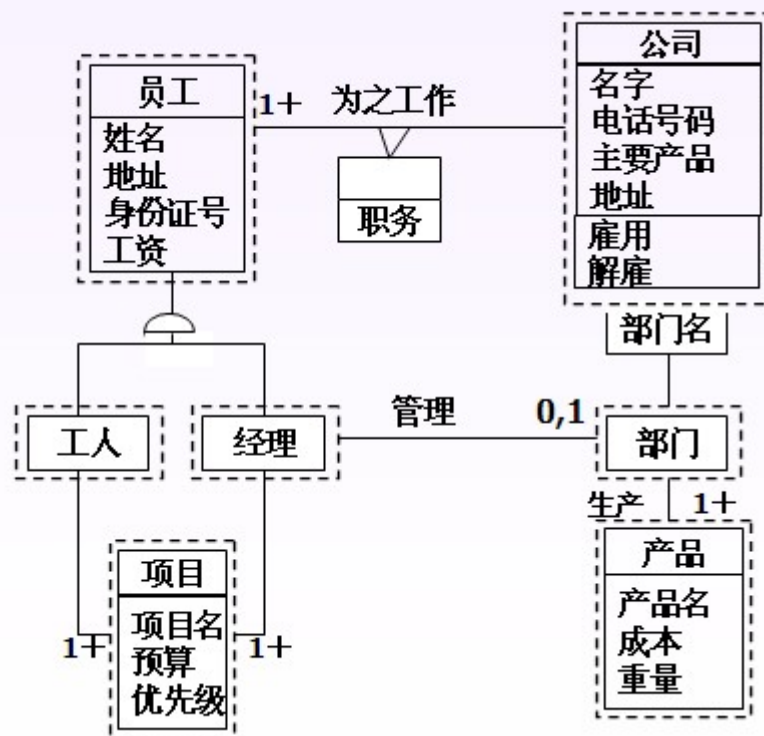 员工
姓名
地址
身份证号
工资
1+
为之工作
职务
公司
名字
电话号码
主要产品
地址
雇用
解雇
部门名
工人
经理
管理
0,1
部门
生产
1+
项目
项目名
预算
优先级
1+
1+
产品
产品名
成本
重量